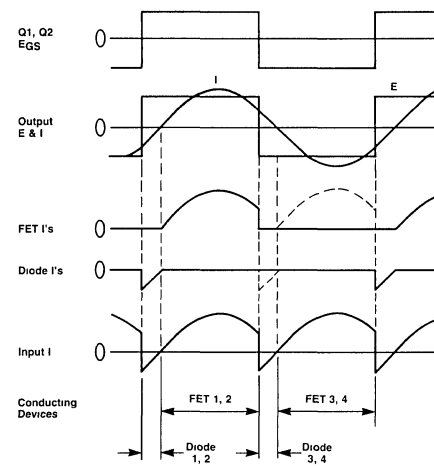 Q1, Q2
EGS
0
I
E
Output
E & I
0
FET I's
0
Diode I's
0
Input I
0
Conducting
Devices
FET 1, 2
FET 3, 4
Diode
1, 2
Diode
3, 4